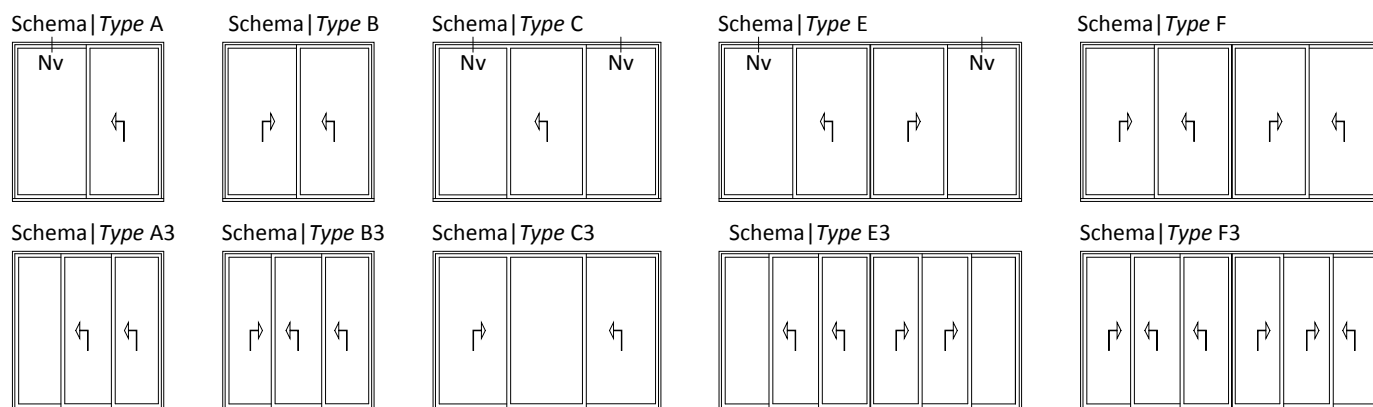 Schema|Type A
Schema|Type B
Schema|Type C
Schema|Type E
Schema|Type F
Nv
Nv
Nv
Nv
Nv
Schema|Type A3
Schema|Type B3
Schema|Type C3
Schema|Type E3
Schema|Type F3